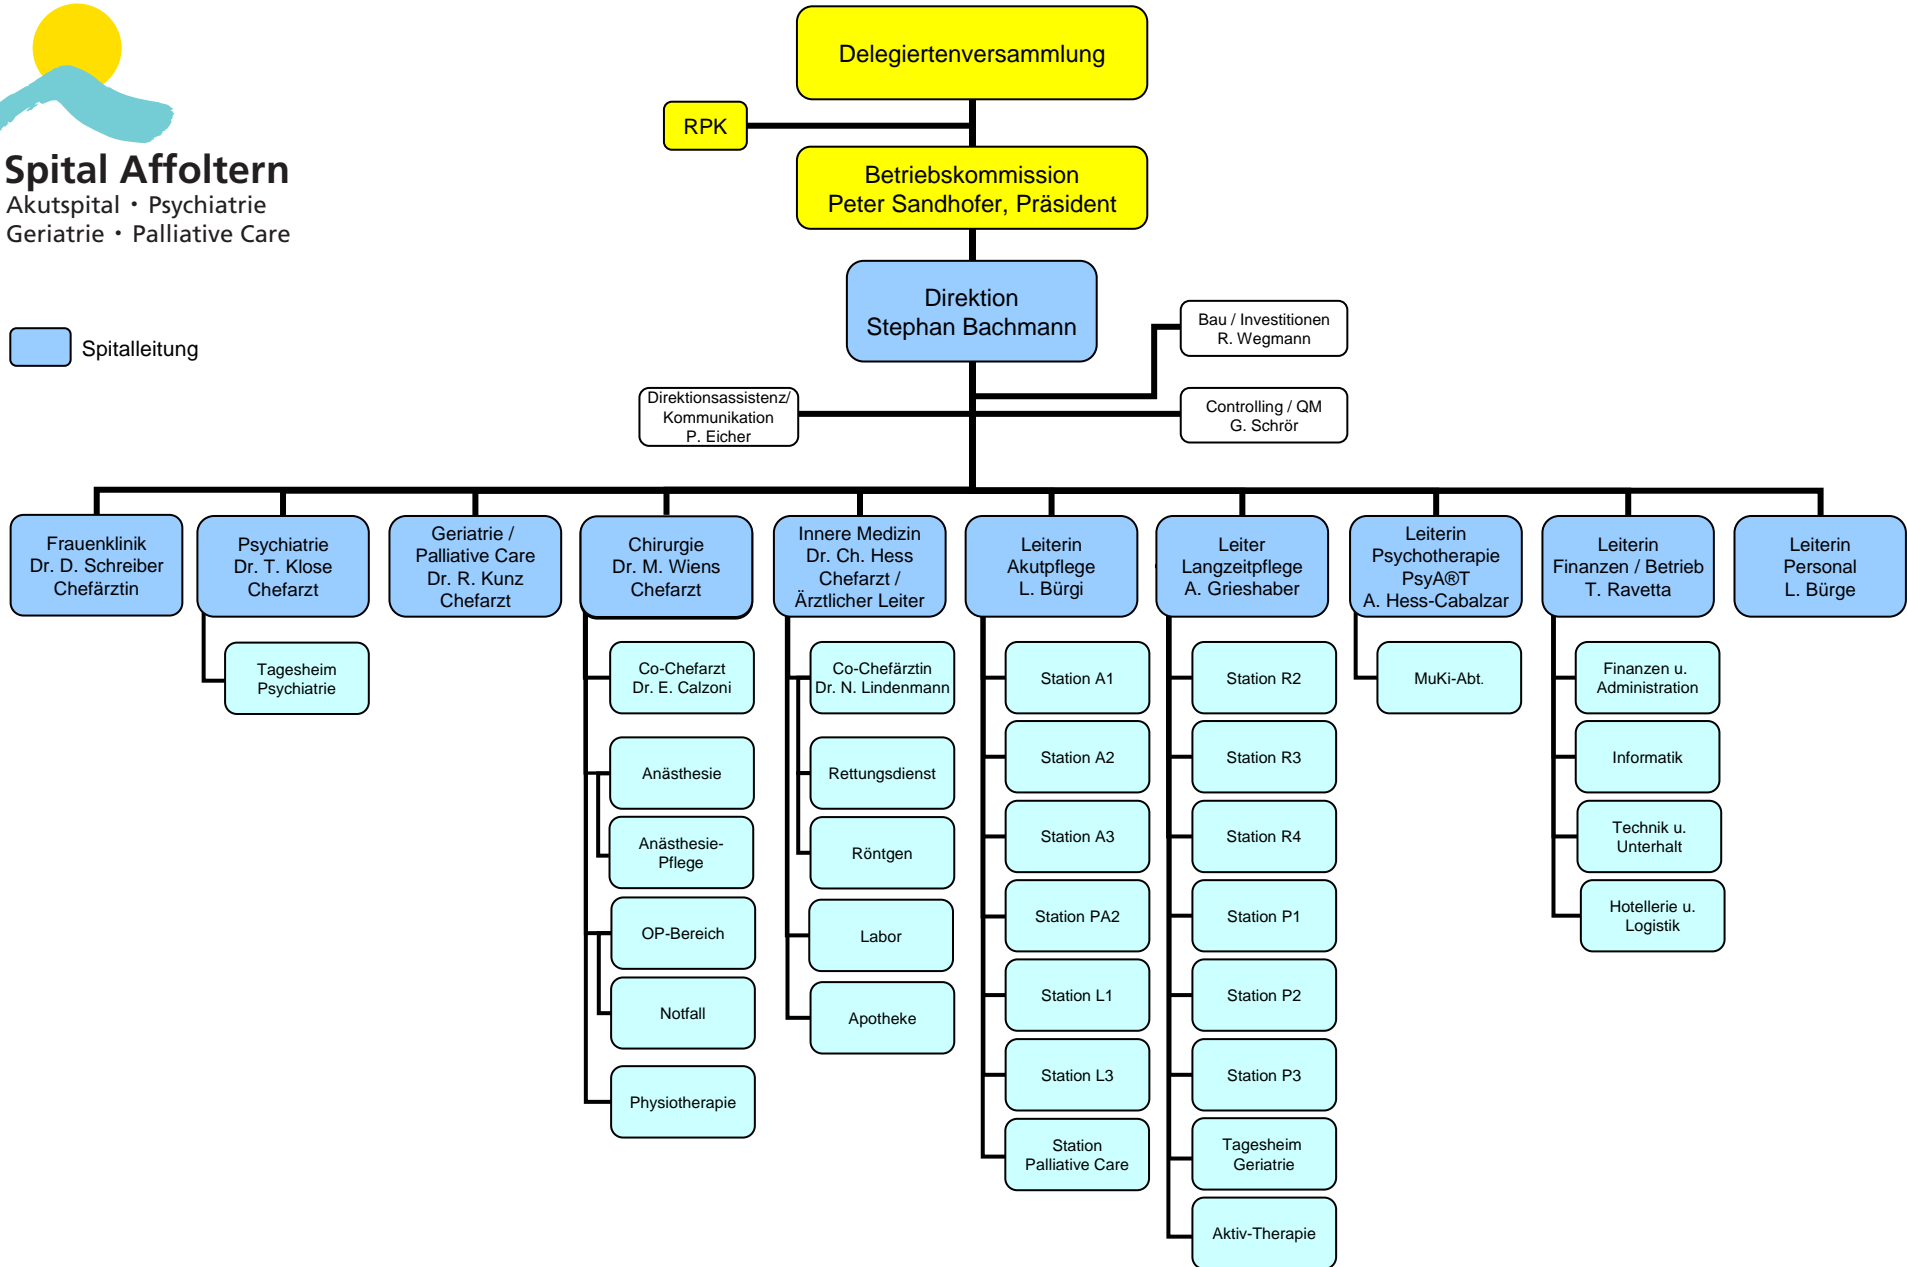 Delegiertenversammlung
RPK
Betriebskommission
Peter Sandhofer, Präsident
Spital Affoltern
Akutspital • Psychiatrie
Geriatrie • Palliative Care
Direktion
Stephan Bachmann
Bau / Investitionen
R. Wegmann
Spitalleitung
Direktionsassistenz/
Kommunikation
P. Eicher
Controlling / QM
G. Schrör
Frauenklinik
Dr. D. Schreiber
Chefärztin
Psychiatrie
Dr. T. Klose
Chefarzt
Geriatrie /
Palliative Care
Dr. R. Kunz
Chefarzt
Chirurgie
Dr. M. Wiens
Chefarzt
Innere Medizin
Dr. Ch. Hess
Chefarzt /
Ärztlicher Leiter
Leiterin
Akutpflege
L. Bürgi
Leiter
Langzeitpflege
A. Grieshaber
Leiterin
Psychotherapie
PsyA®T
A. Hess-Cabalzar
Leiterin
Finanzen / Betrieb
T. Ravetta
Leiterin
Personal
L. Bürge
Tagesheim
Psychiatrie
Co-Chefarzt
Dr. E. Calzoni
Anästhesie
Anästhesie-
Pflege
OP-Bereich
Notfall
Physiotherapie
Co-Chefärztin
Dr. N. Lindenmann
Rettungsdienst
Röntgen
Labor
Apotheke
Station A1
Station A2
Station A3
Station PA2
Station L1
Station L3
Station
Palliative Care
Station R2
Station R3
Station R4
Station P1
Station P2
Station P3
Tagesheim
Geriatrie
Aktiv-Therapie
MuKi-Abt.
Finanzen u.
Administration
Informatik
Technik u.
Unterhalt
Hotellerie u.
Logistik